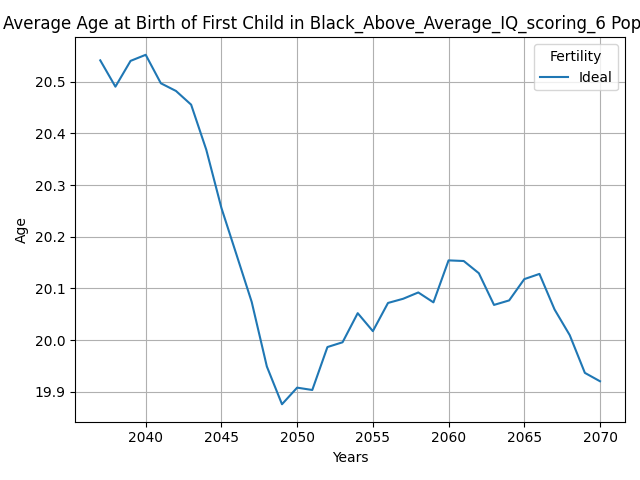 Average Age at Birth of First Child in Black_Above_Average_IQ_scoring_6 Pop
Fertility
Ideal
20.5
20.4
20.3
20.2
20.1
20.0
19.9
Age
2040 2045 2050 2055 2060 2065 2070
Years